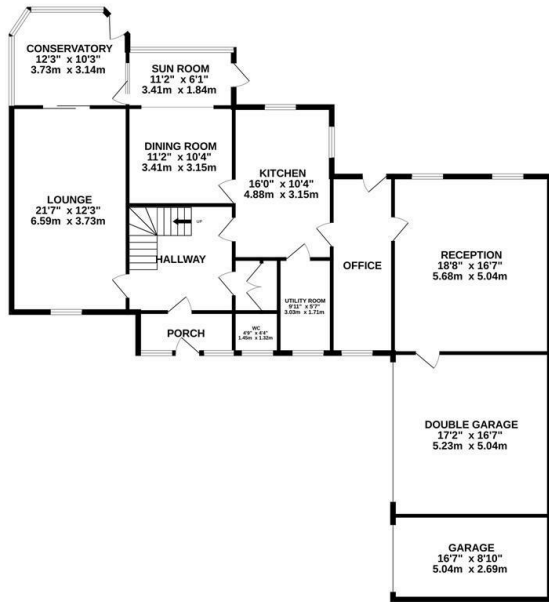 CONSERVATORY
12'3" x 10'3"
3.73m x 3.14m
SUN ROOM
11'2" x 6'1"
3.41m x 1.84m
DINING ROOM
11'2" x 10'4"
3.41m x 3.15m
KITCHEN
16'0" x 10'4"
4.88m x 3.15m
LOUNGE
21'7" x 12'3"
6.59m x 3.73m
UP
HALLWAY
OFFICE
RECEPTION
18'8" x 16'7"
5.68m x 5.04m
UTILITY ROOM
9'11" x 5'7"
3.03m x 1.71m
PORCH
WC
4'9" x 4'4"
1.45m x 1.32m
DOUBLE GARAGE
17'2" x 16'7"
5.23m x 5.04m
GARAGE
16'7" x 8'10"
5.04m x 2.69m